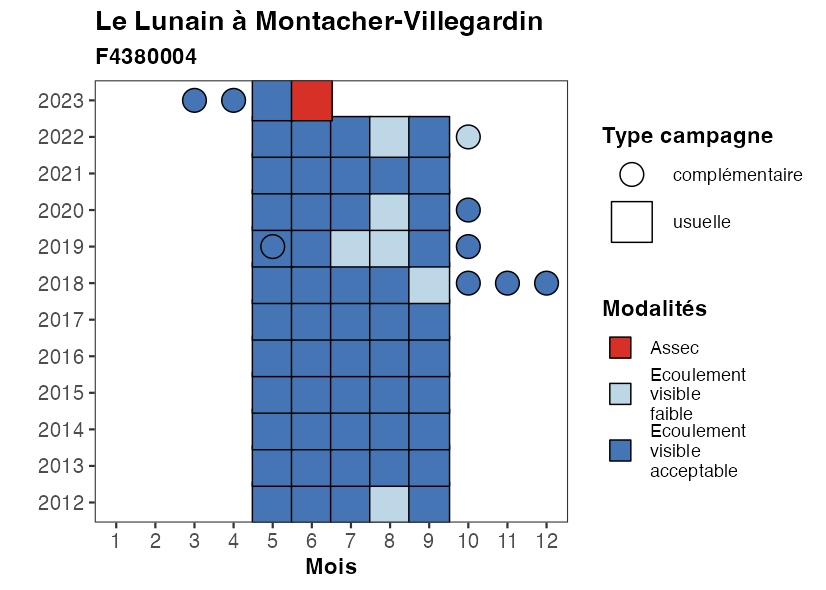 Le Lunain à Montacher-Villegardin
F4380004
2023
2022
2021
2020
2019
2018
2017
2016
2015
2014
2013
2012
1 2 3 4 5 6 7 8 9 10 11 12
Mois
Type campagne
complémentaire
usuelle
Modalités
Assec
Ecoulement
visible
faible
Ecoulement
visible
acceptable